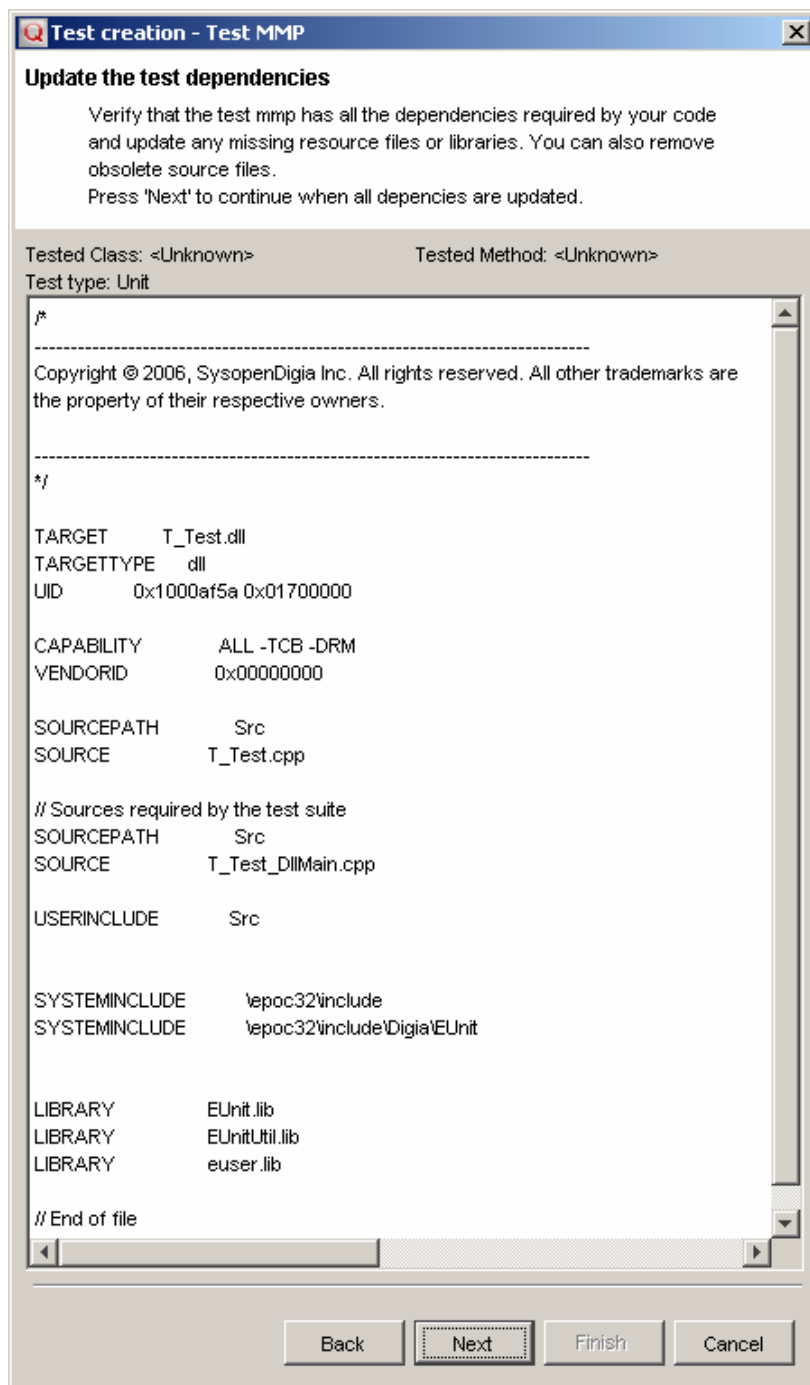 Test creation - Test MMP
Update the test dependencies
Verify that the test mmp has all the dependencies required by your code
and update any missing resource files or libraries. You can also remove
obsolete source files.
Press 'Next' to continue when all depencies are updated.
Tested Class: <Unknown> Tested Method: <Unknown>
Test type: Unit
/*
-----------------------------------------------------------------------------
Copyright © 2006, SysopenDigia Inc. All rights reserved. All other trademarks are
the property of their respective owners.
-----------------------------------------------------------------------------
*/
TARGET T_Test.dll
TARGETTYPE dll
UID 0x1000af5a 0x01700000
CAPABILITY ALL -TCB -DRM
VENDORID 0x00000000
SOURCEPATH Src
SOURCE T_Test.cpp
// Sources required by the test suite
SOURCEPATH Src
SOURCE T_Test_DllMain.cpp
USERINCLUDE Src
SYSTEMINCLUDE \epoc32\include
SYSTEMINCLUDE \epoc32\include\Digia\EUnit
LIBRARY EUnit.lib
LIBRARY EUnitUtil.lib
LIBRARY euser.lib
// End of file
Back Next Finish Cancel